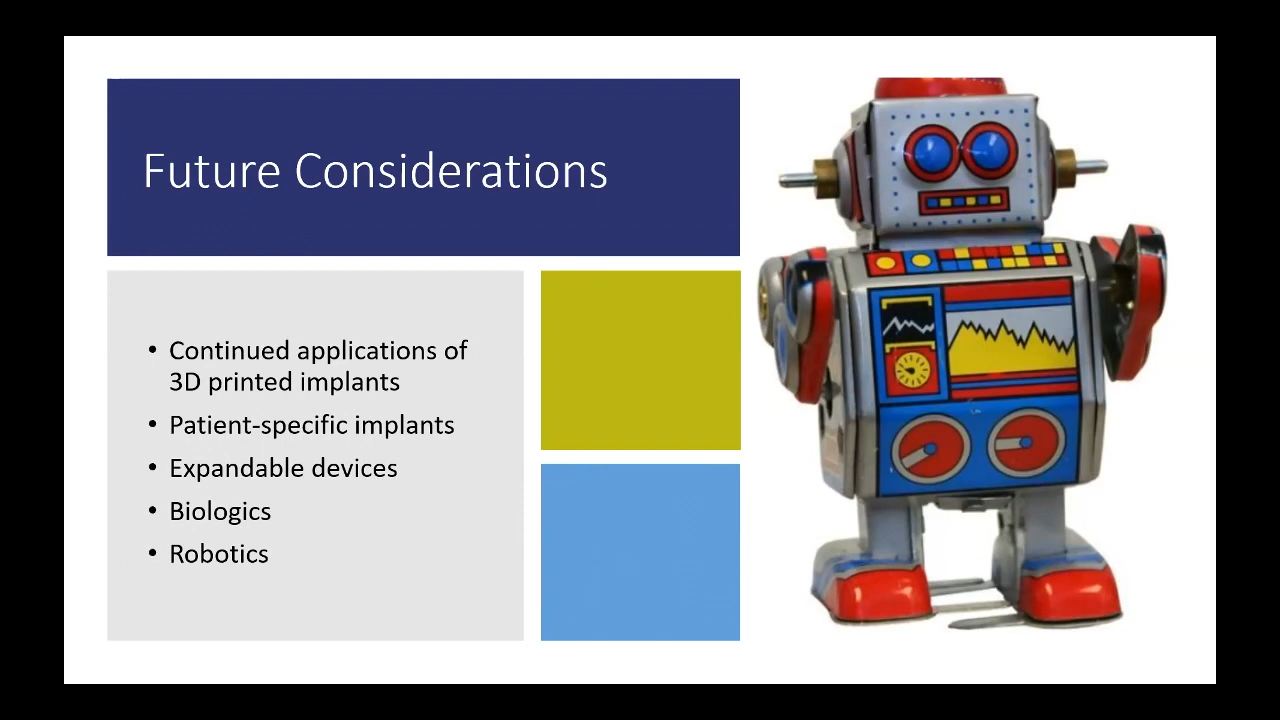 Future Considerations
• Continued applications of
3D printed implants
• Patient-specific implants
• Expandable devices
• Biologics
• Robotics